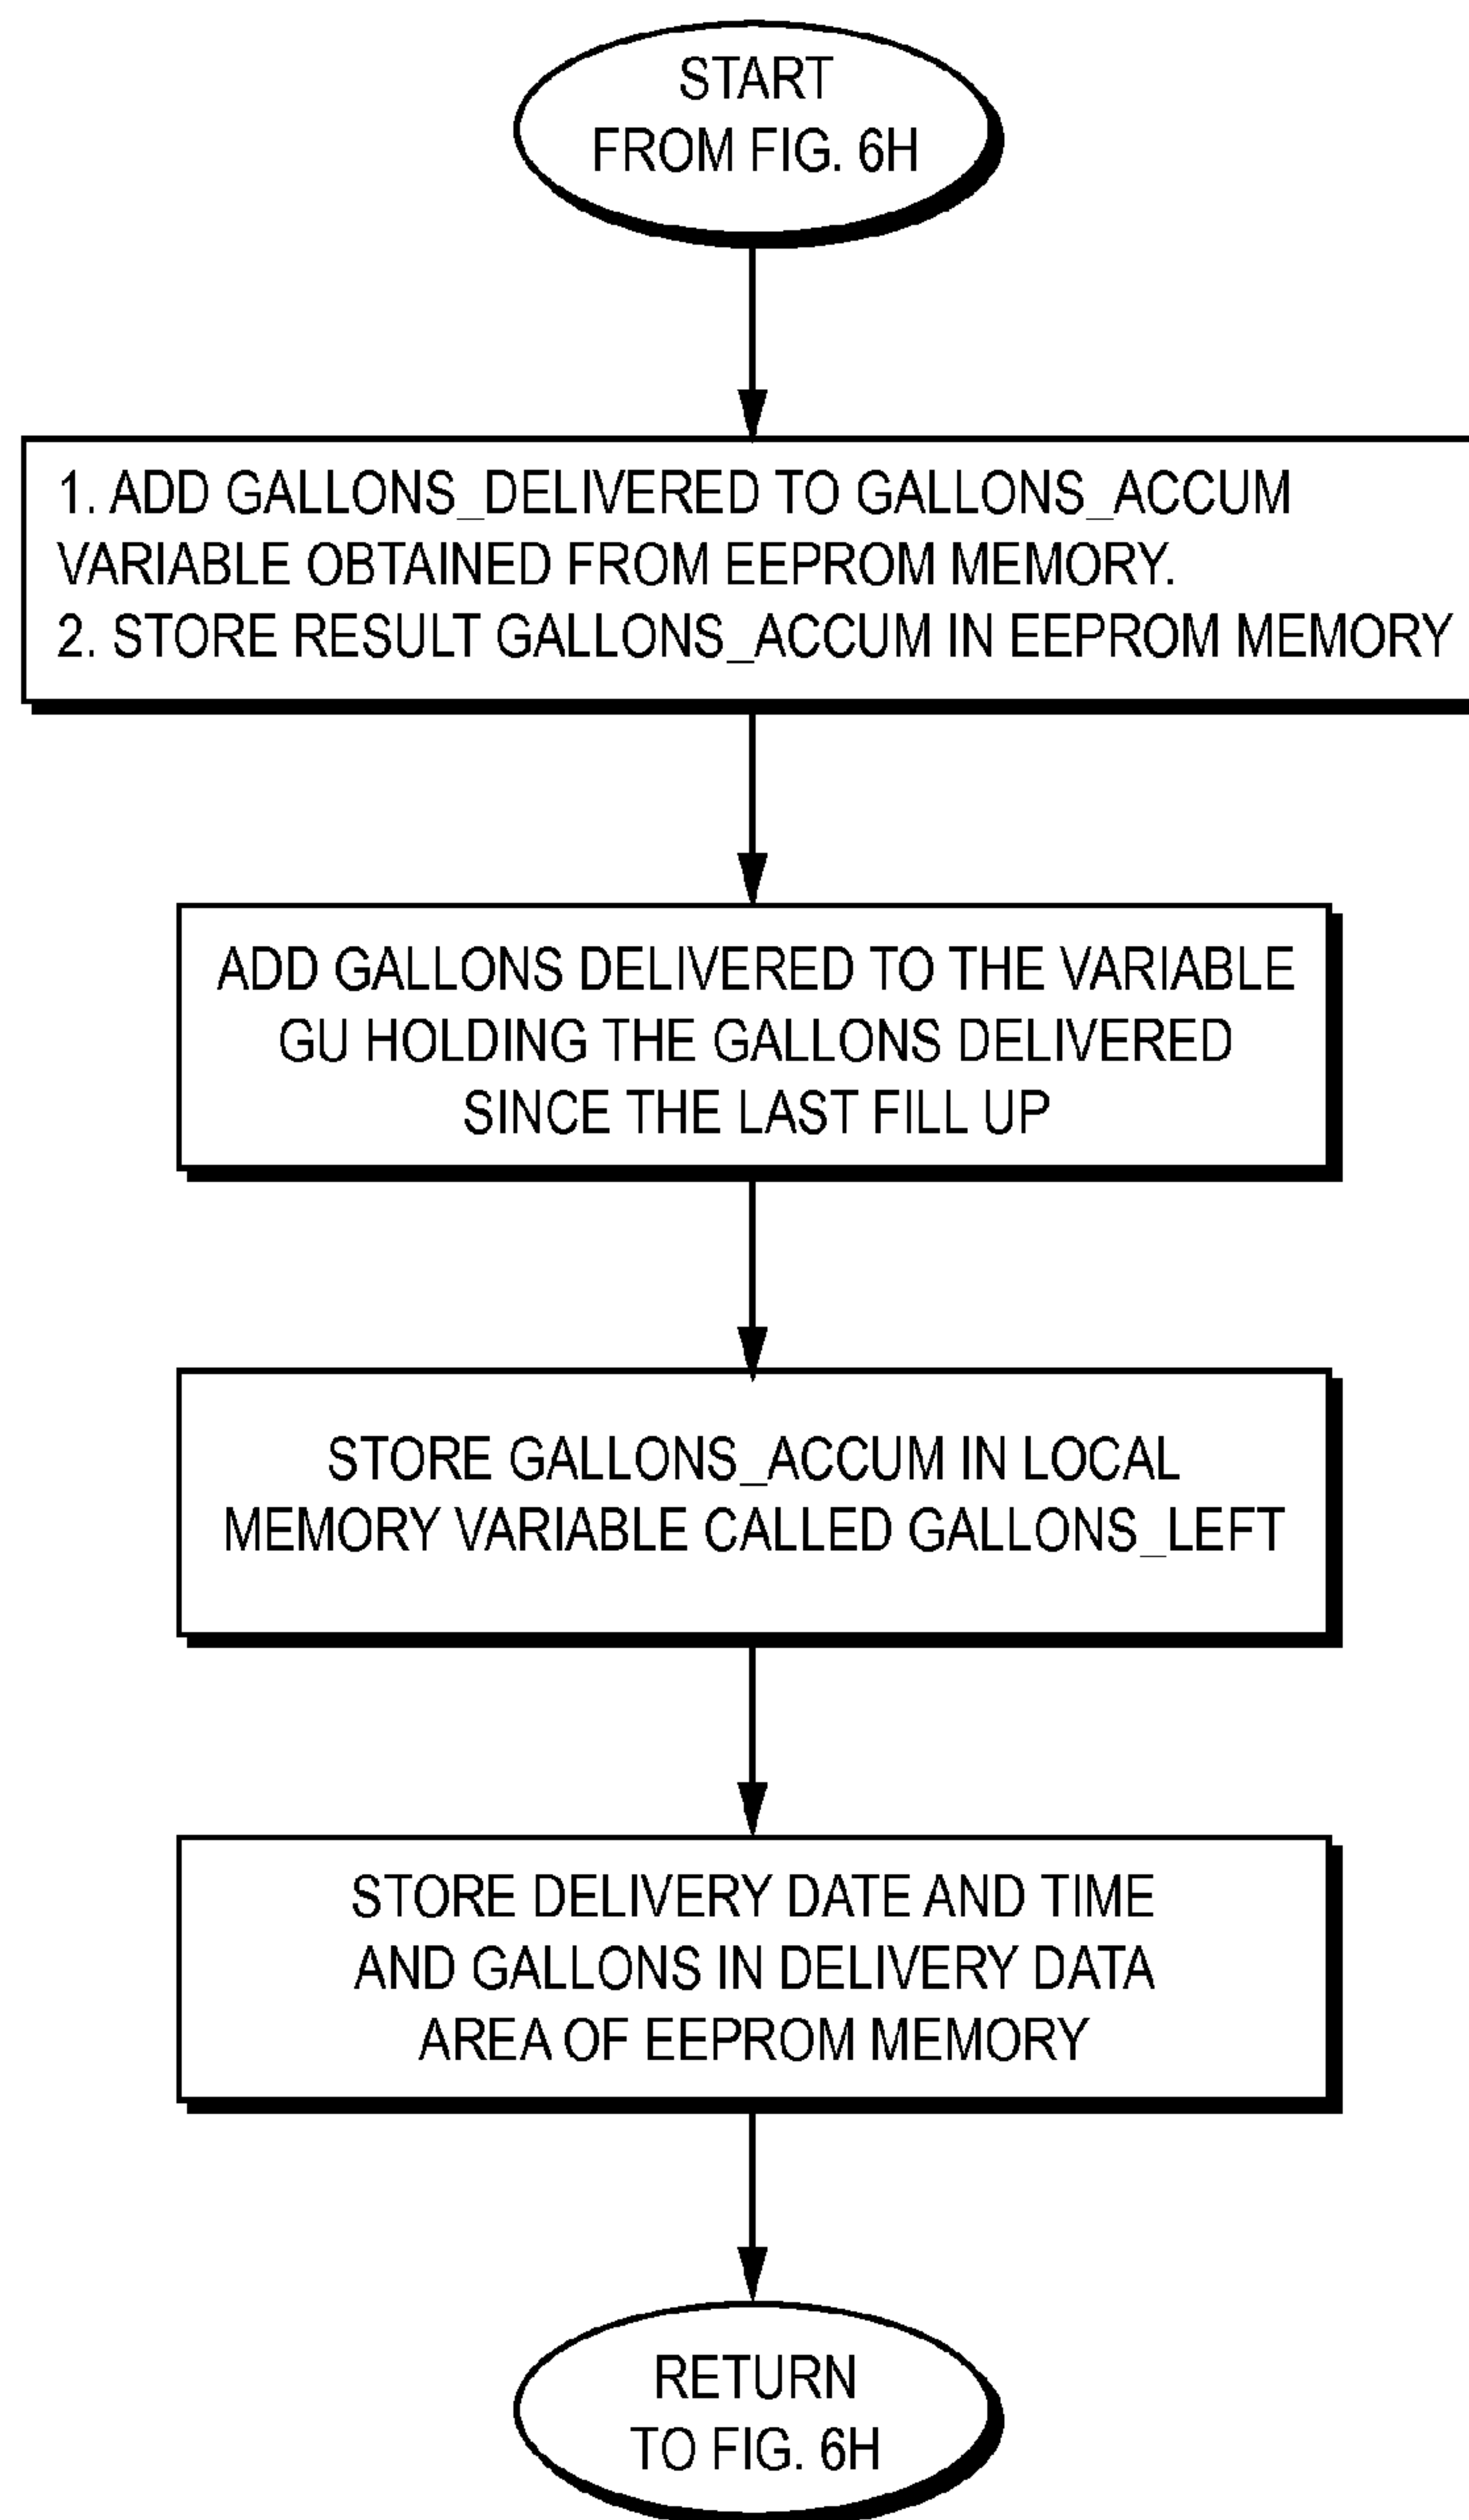 START
FROM FIG. 6H
1. ADD GALLONS_DELIVERED TO GALLONS_ACCUM
VARIABLE OBTAINED FROM EEPROM MEMORY.
2. STORE RESULT GALLONS_ACCUM IN EEPROM MEMORY
ADD GALLONS DELIVERED TO THE VARIABLE
GU HOLDING THE GALLONS DELIVERED
SINCE THE LAST FILL UP
STORE GALLONS_ACCUM IN LOCAL
MEMORY VARIABLE CALLED GALLONS_LEFT
STORE DELIVERY DATE AND TIME
AND GALLONS IN DELIVERY DATA
AREA OF EEPROM MEMORY
RETURN
TO FIG. 6H